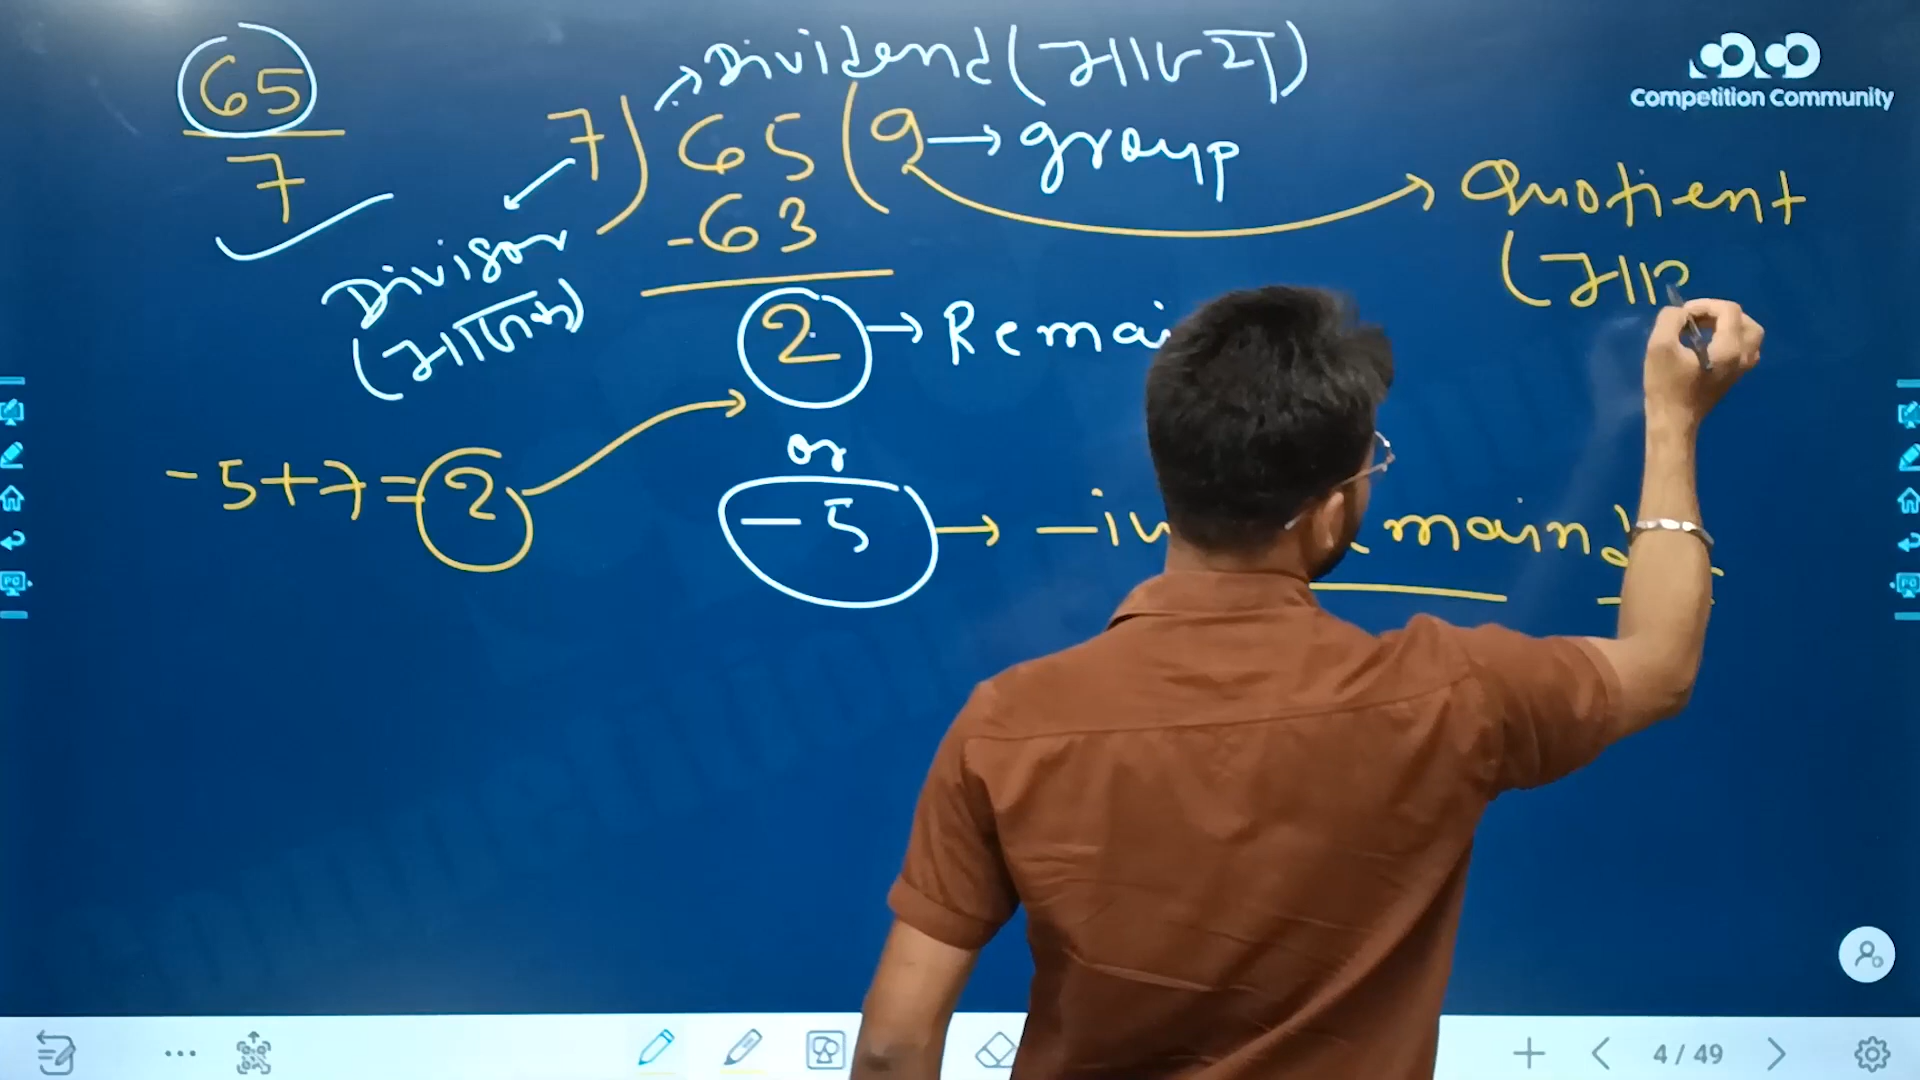 65
7
Dividend (भाज्य)
7) 65 (9 → group
-63
Divisor
(भाजक)
Quotient
2 → Remai
or
-5+7=2
-5 → -iv
Competition Community
4 / 49